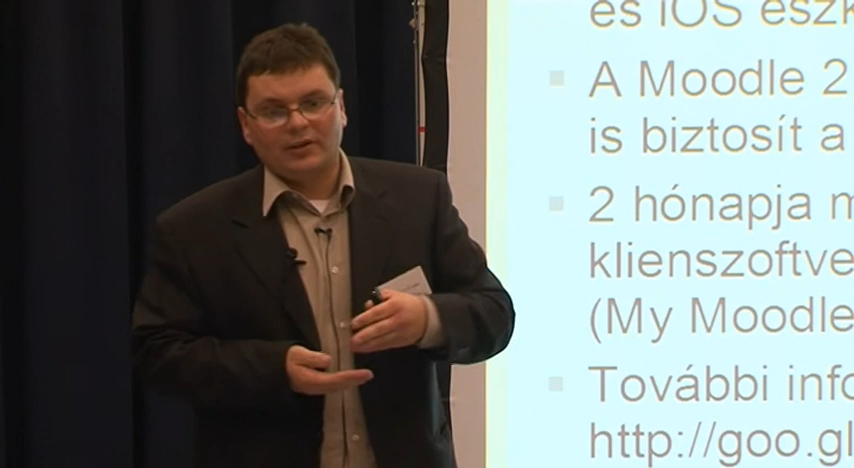 és iOS eszk
A Moodle 2
is biztosít a
2 hónapja m
klienszoftve
(My Moodle
További info
http://goo.gl